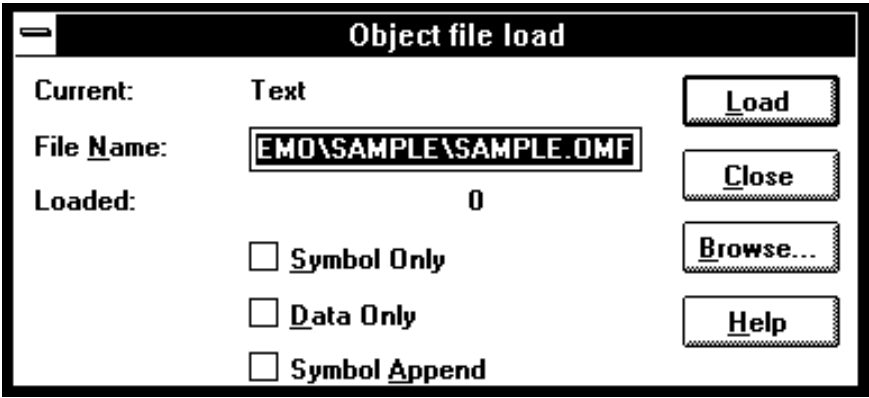 Object file load
Current: Text
Load
File Name: EMO\SAMPLE\SAMPLE.OMF
Close
Loaded: 0
Browse...
Symbol Only
Data Only
Help
Symbol Append